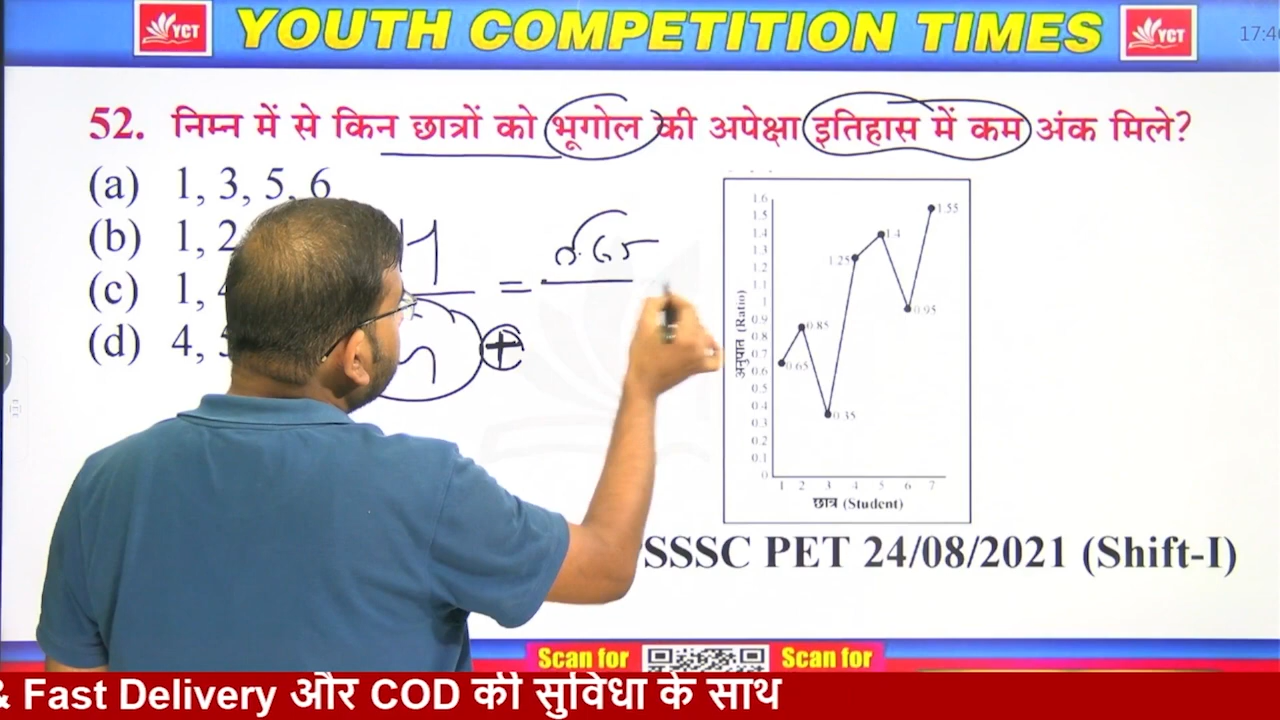 YCT YOUTH COMPETITION TIMES YCT
52. निम्न में से किन छात्रों को भूगोल की अपेक्षा इतिहास में कम अंक मिले?
(a) 1, 3, 5, 6
(b) 1, 2
(c) 1,
(d) 4,
= 0.65
+
1.6
1.5
1.4
1.3
1.2
1.1
1
0.9
0.8
0.7
0.6
0.5
0.4
0.3
0.2
0.1
0
अनुपात (Ratio)
0.65
0.85
0.35
1.25
1.4
0.95
1.55
1 2 3 4 5 6 7
छात्र (Student)
SSSC PET 24/08/2021 (Shift-I)
Scan for Scan for
& Fast Delivery और COD की सुविधा के साथ